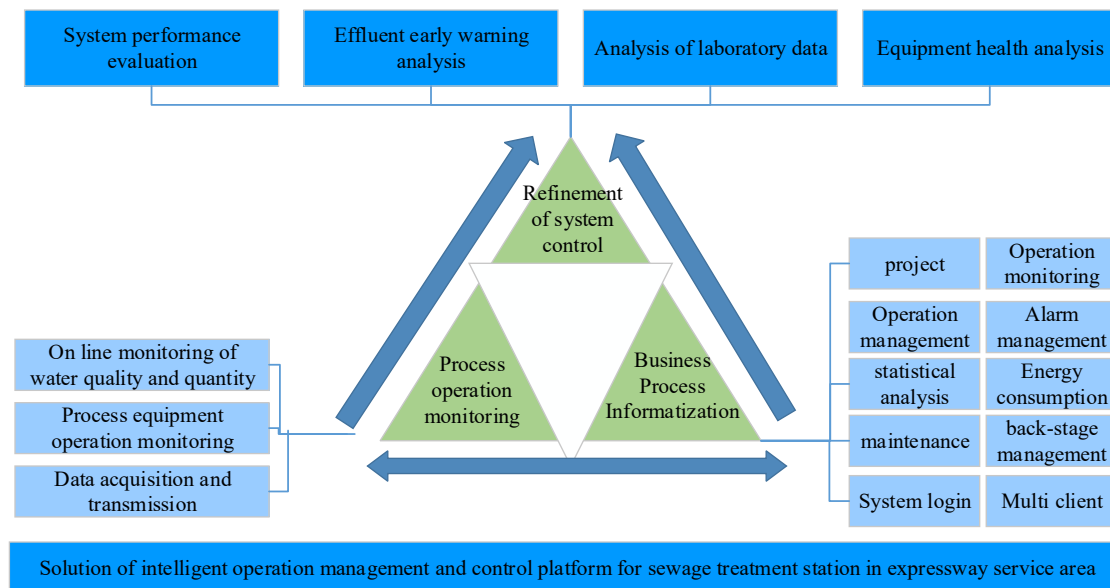 System performance
evaluation
Effluent early warning
analysis
Analysis of laboratory data
Equipment health analysis
Refinement
of system
control
Process
operation
monitoring
Business
Process
Informatization
On line monitoring of
water quality and quantity
Process equipment
operation monitoring
Data acquisition and
transmission
project
Operation
monitoring
Operation
management
Alarm
management
statistical
analysis
Energy
consumption
maintenance
back-stage
management
System login
Multi client
Solution of intelligent operation management and control platform for sewage treatment station in expressway service area